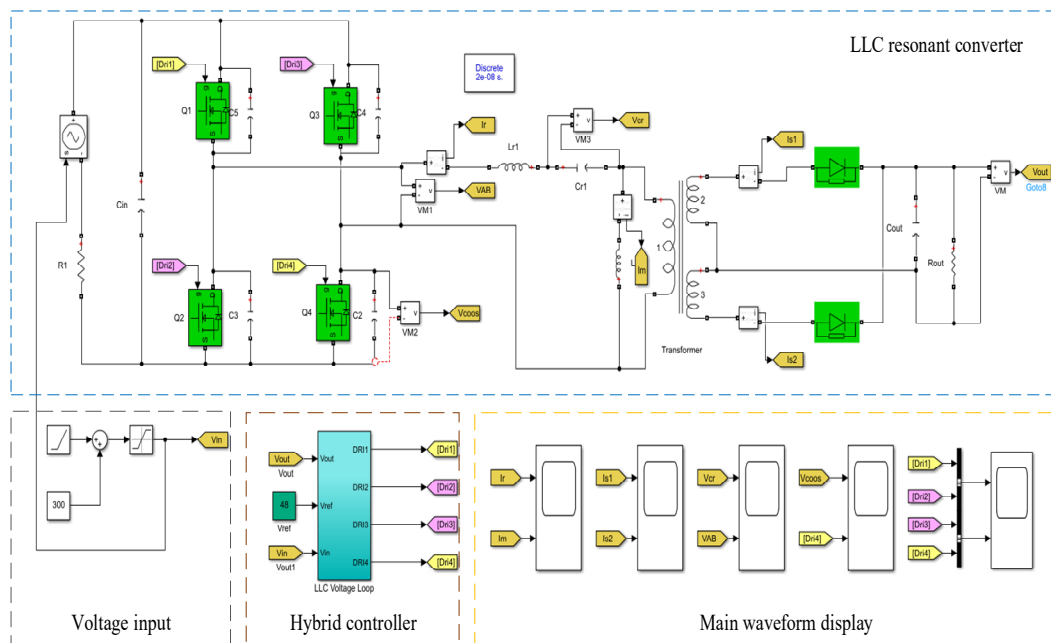 LLC resonant converter
[Dri1]
[Dri3]
Discrete
2e-08 s.
Q1
C5
Q3
C4
Ir
Lr1
VM3
Vcr
Cr1
VM1
VAB
Is1
VM
Vout
Goto8
Cin
R1
[Dri2]
[Dri4]
Q2
C3
Q4
C2
VM2
Vcoos
L
Im
1
2
3
Transformer
Cout
Rout
Is2
Vin
300
Voltage input
Vout
Vout
48
Vref
Vin
Vout1
Vout
Vref
Vin
DRI1
DRI2
DRI3
DRI4
LLC Voltage Loop
[Dri1]
[Dri2]
[Dri3]
[Dri4]
Hybrid controller
Ir
Im
Is1
Is2
Vcr
VAB
Vcoos
[Dri4]
[Dri1]
[Dri2]
[Dri3]
[Dri4]
Main waveform display